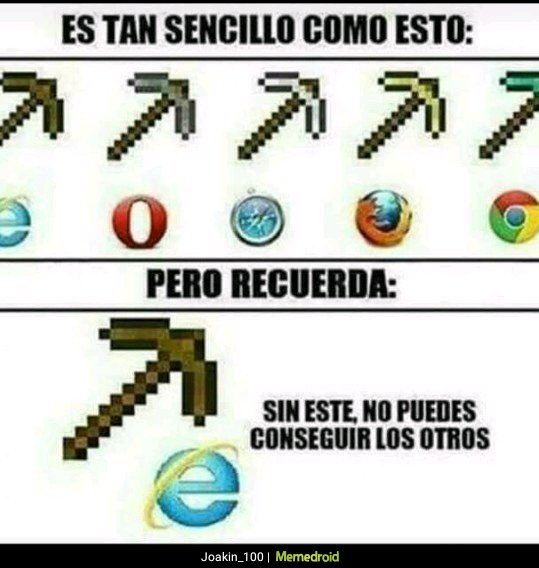 ES TAN SENCILLO COMO ESTO:
PERO RECUERDA:
SIN ESTE, NO PUEDES
CONSEGUIR LOS OTROS
Joakin_100 | Memedroid